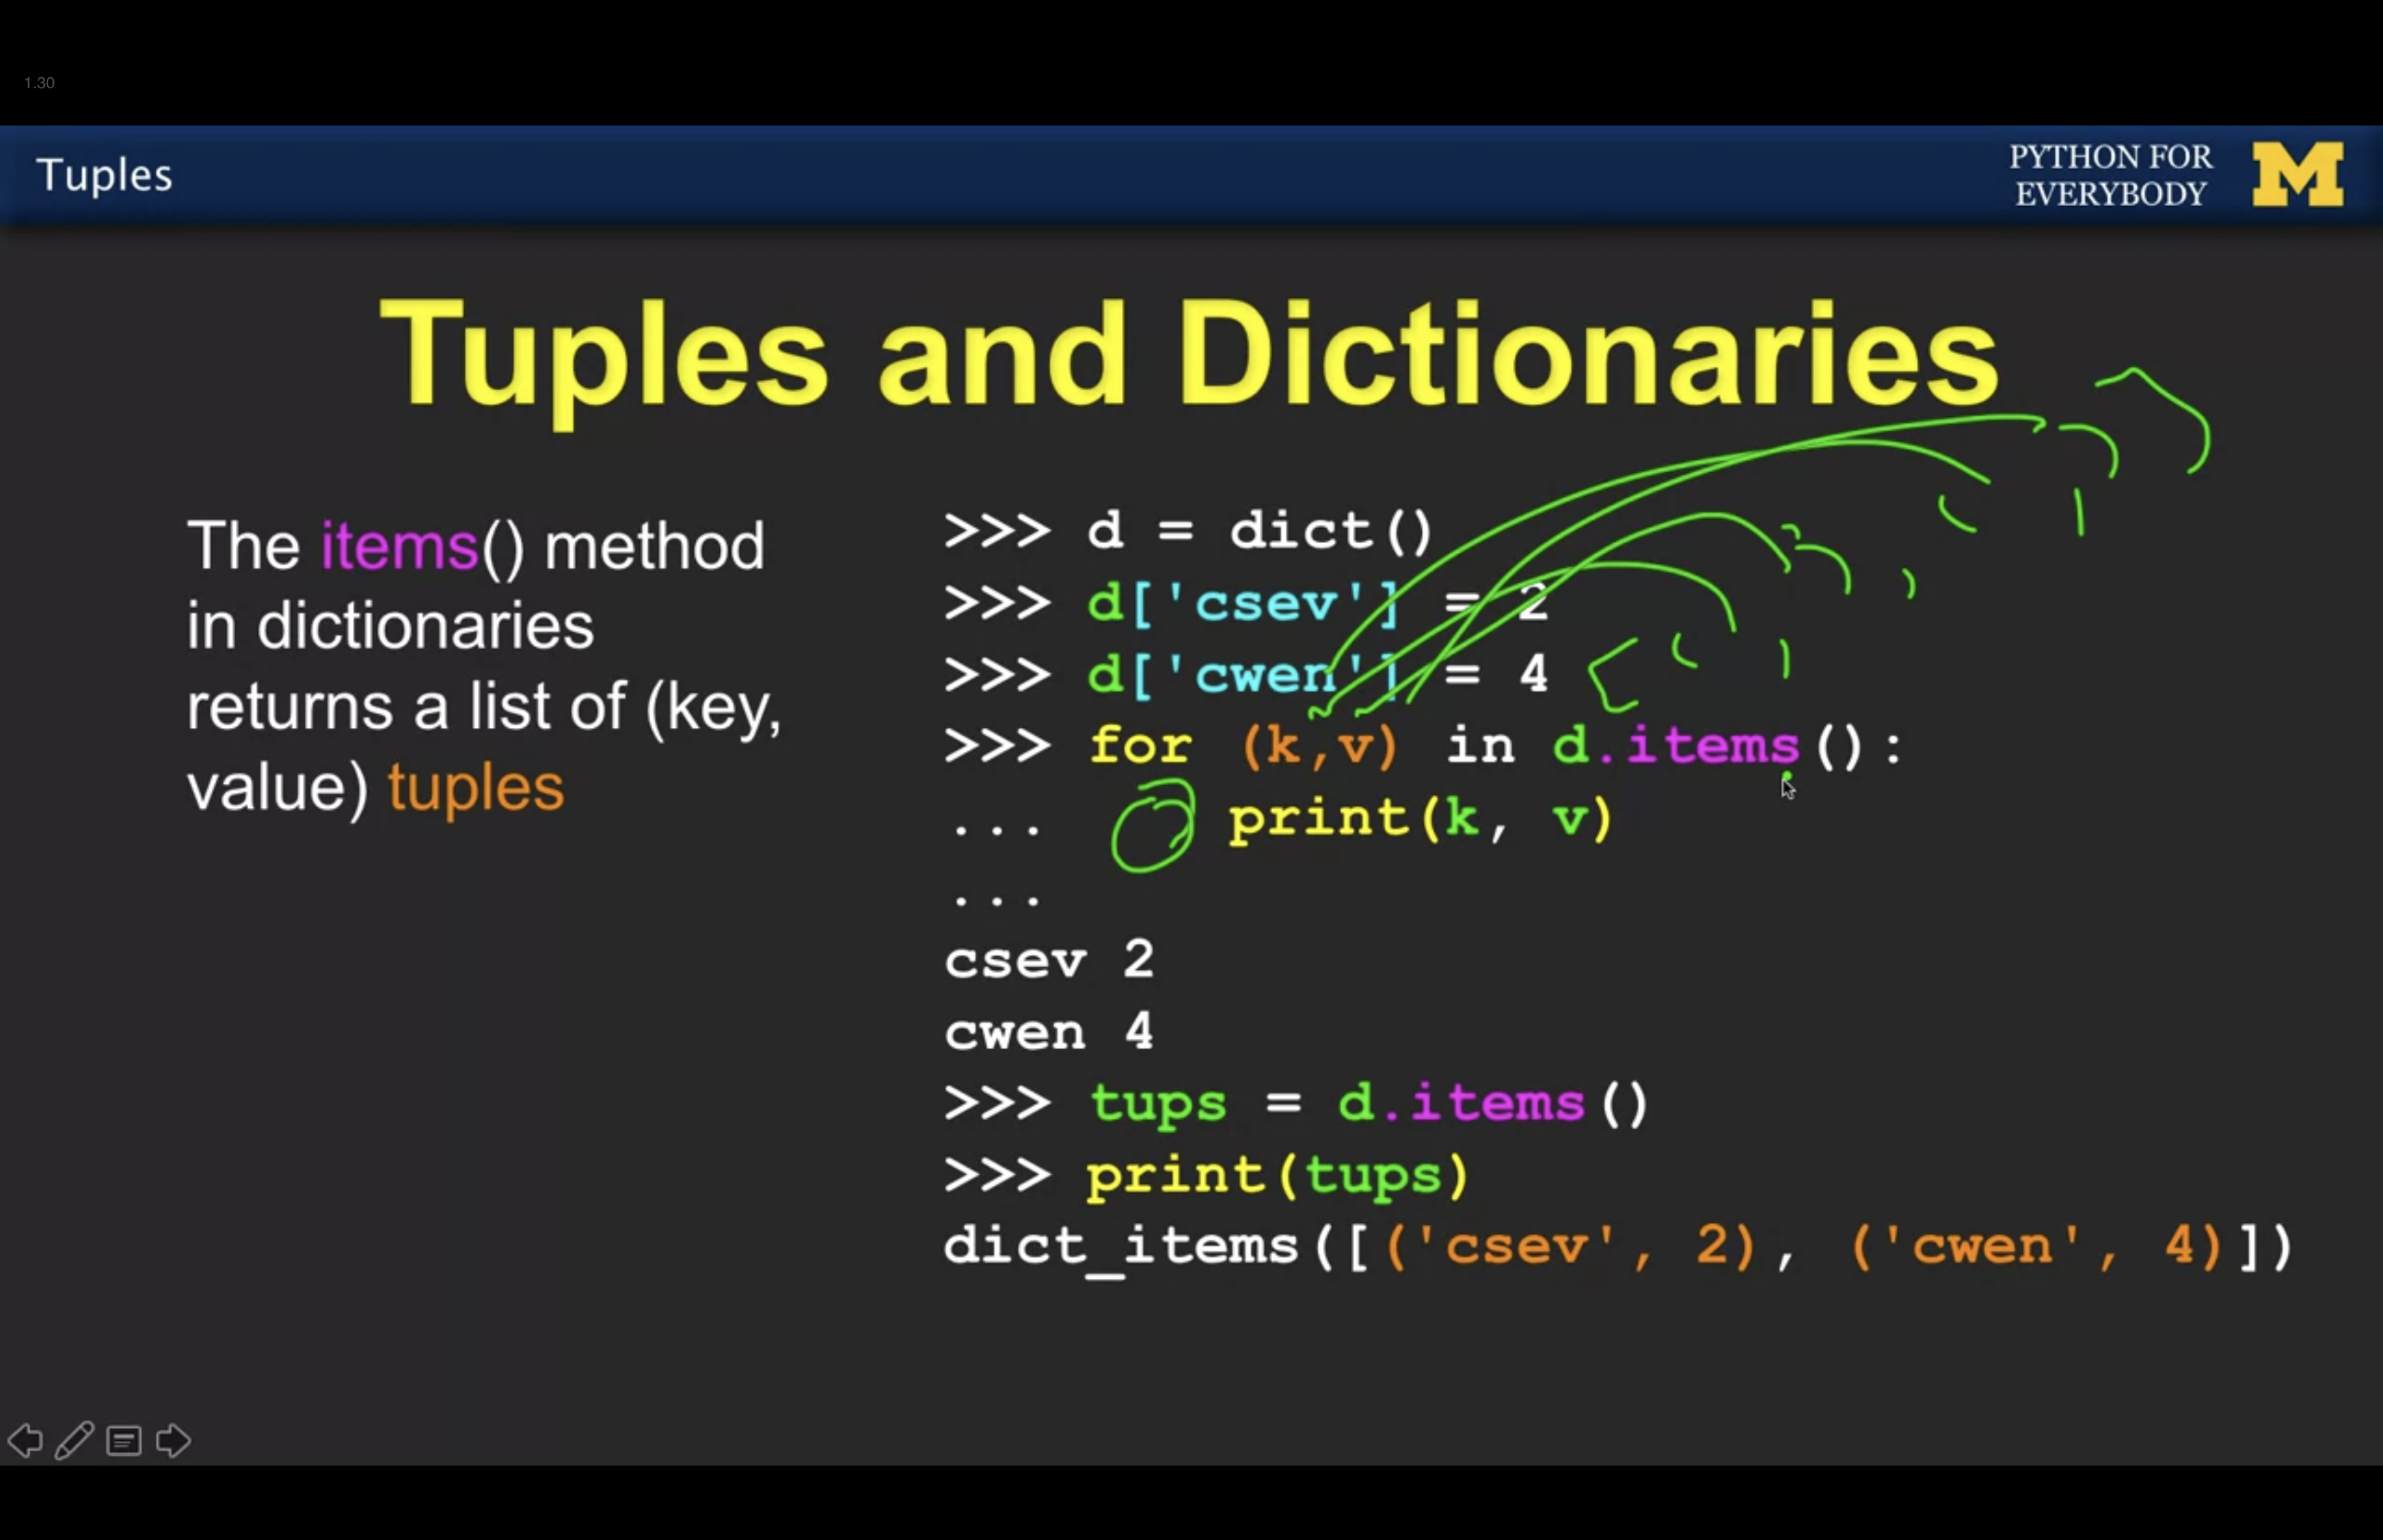 1.30
Tuples
PYTHON FOR
EVERYBODY
M
Tuples and Dictionaries
The items() method
in dictionaries
returns a list of (key,
value) tuples
>>> d = dict()
>>> d['csev'] = 2
>>> d['cwen'] = 4
>>> for (k,v) in d.items():
...     print(k, v)
...
csev 2
cwen 4
>>> tups = d.items()
>>> print(tups)
dict_items([('csev', 2), ('cwen', 4)])